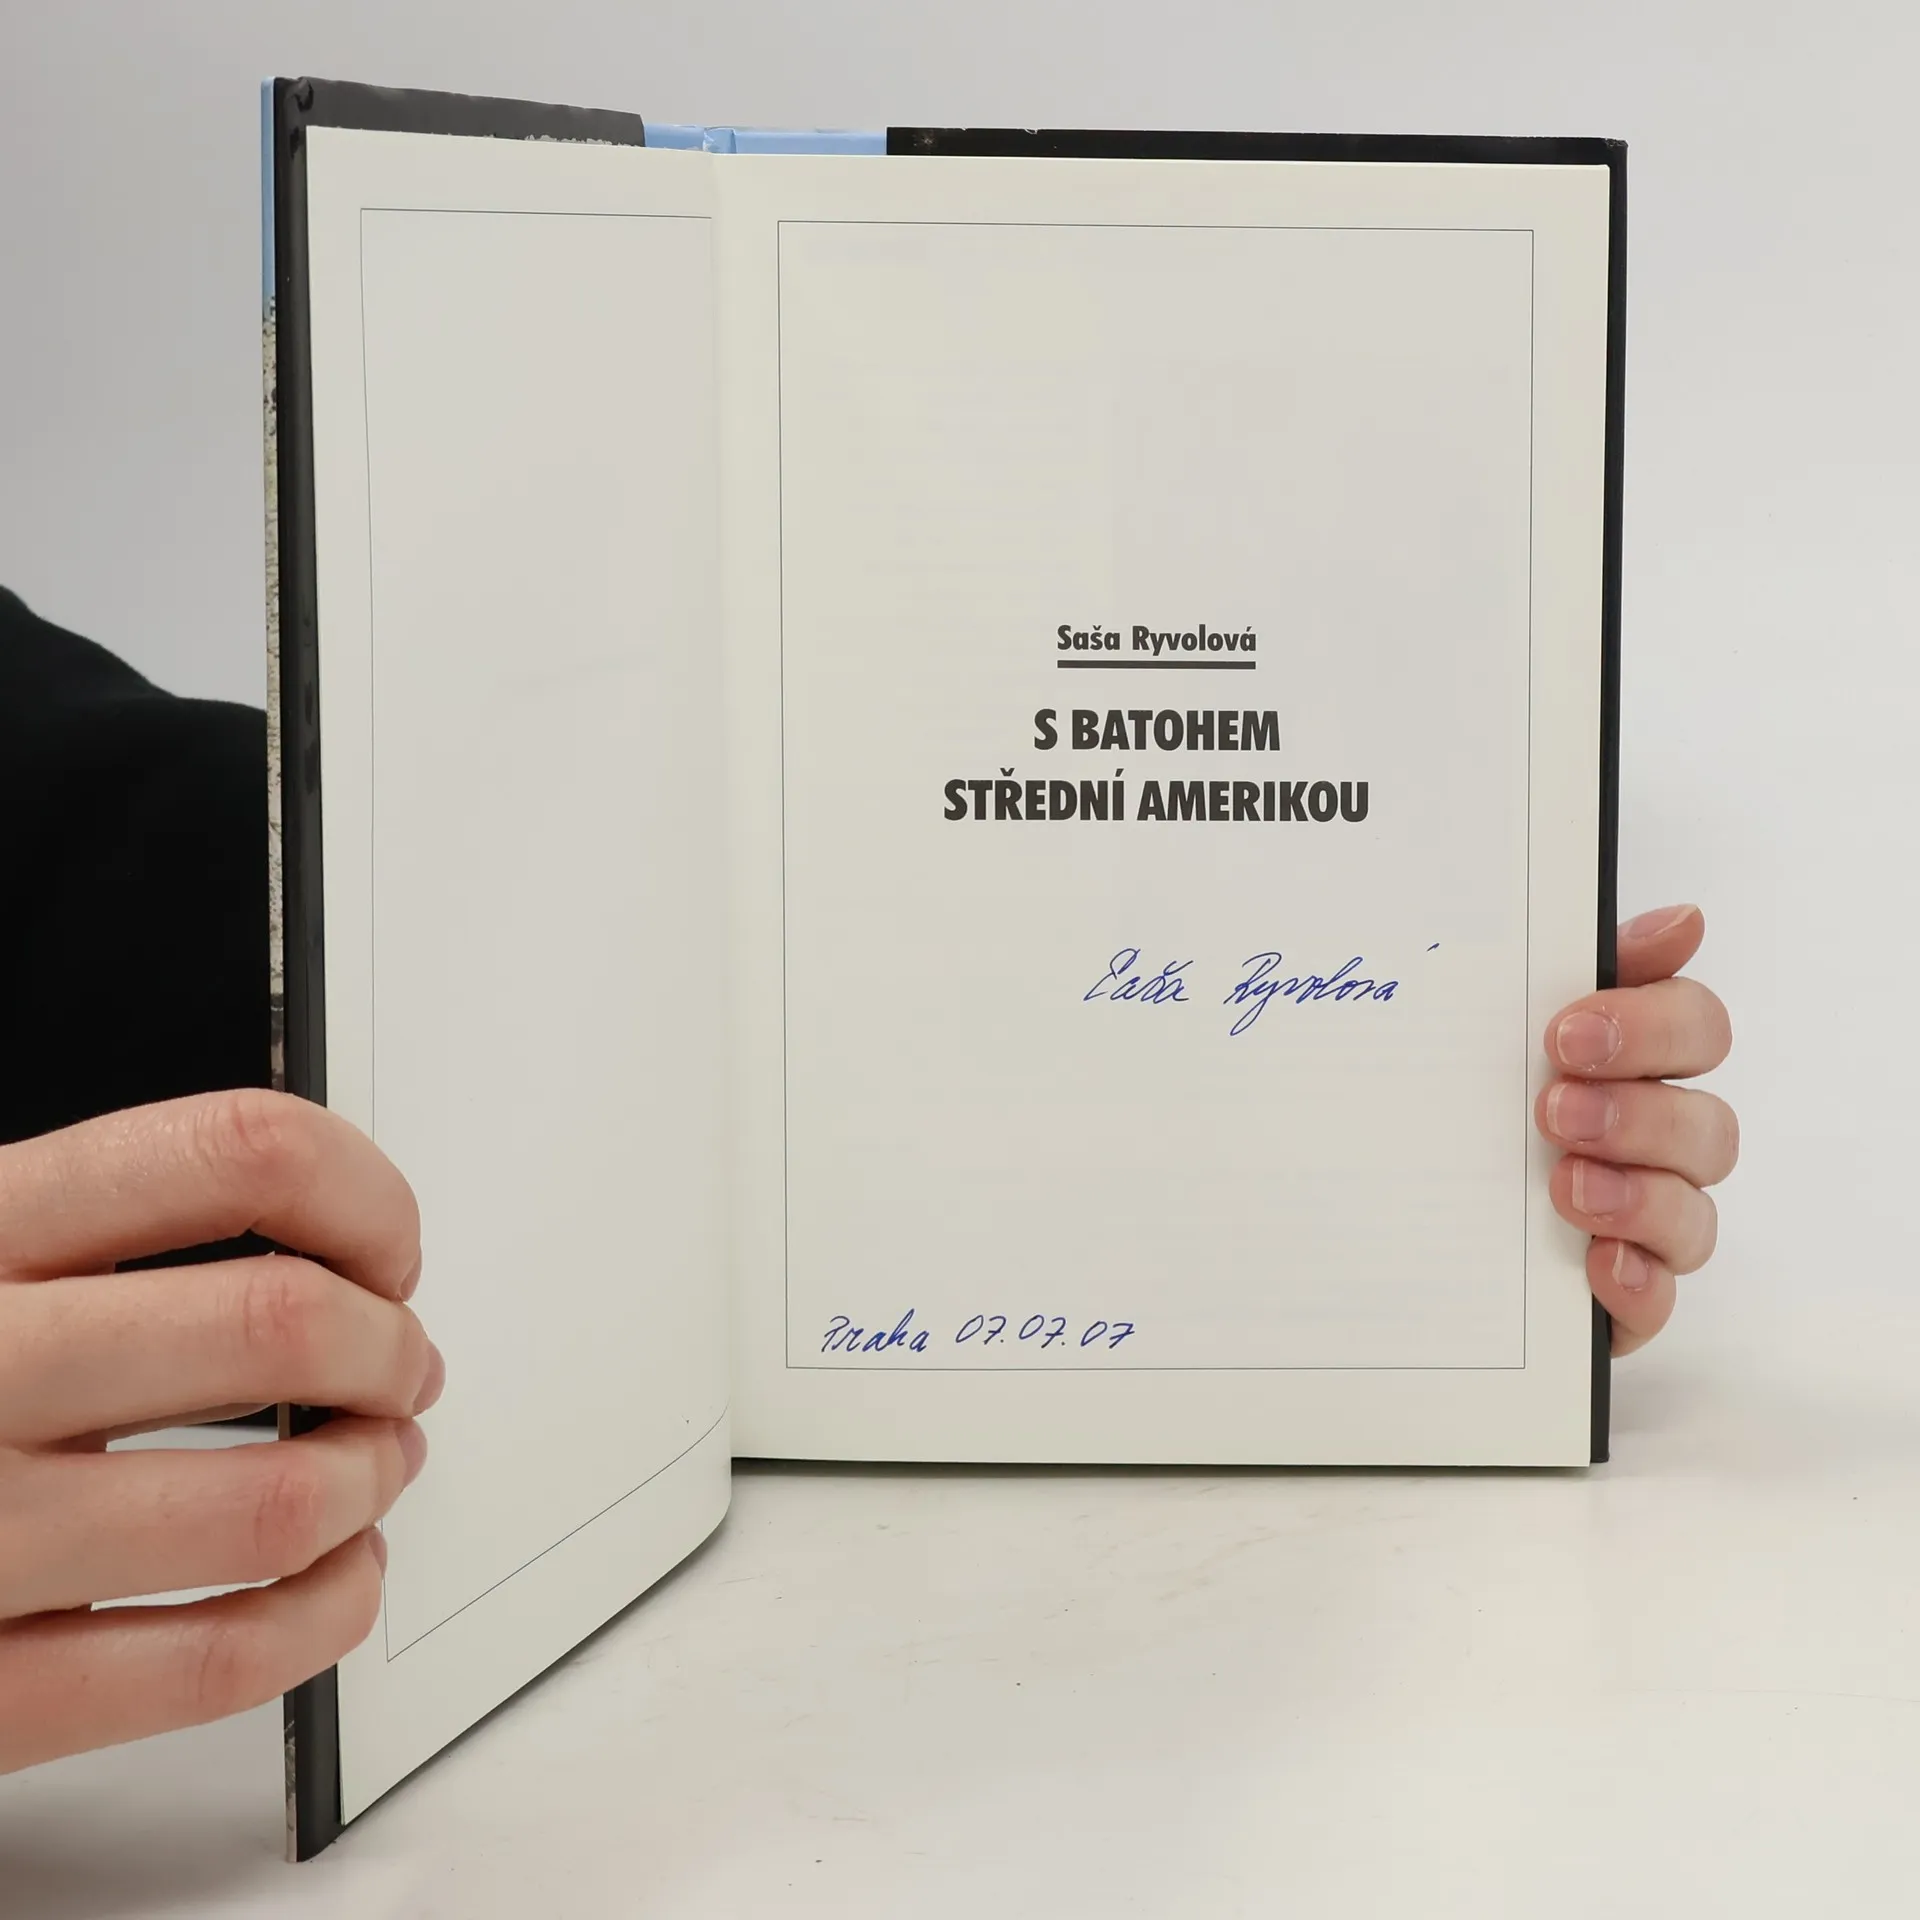 Saša Ryvolová
S BATOHEM
STŘEDNÍ AMERIKOU
Saša Ryvolová
Praha 07.07.07